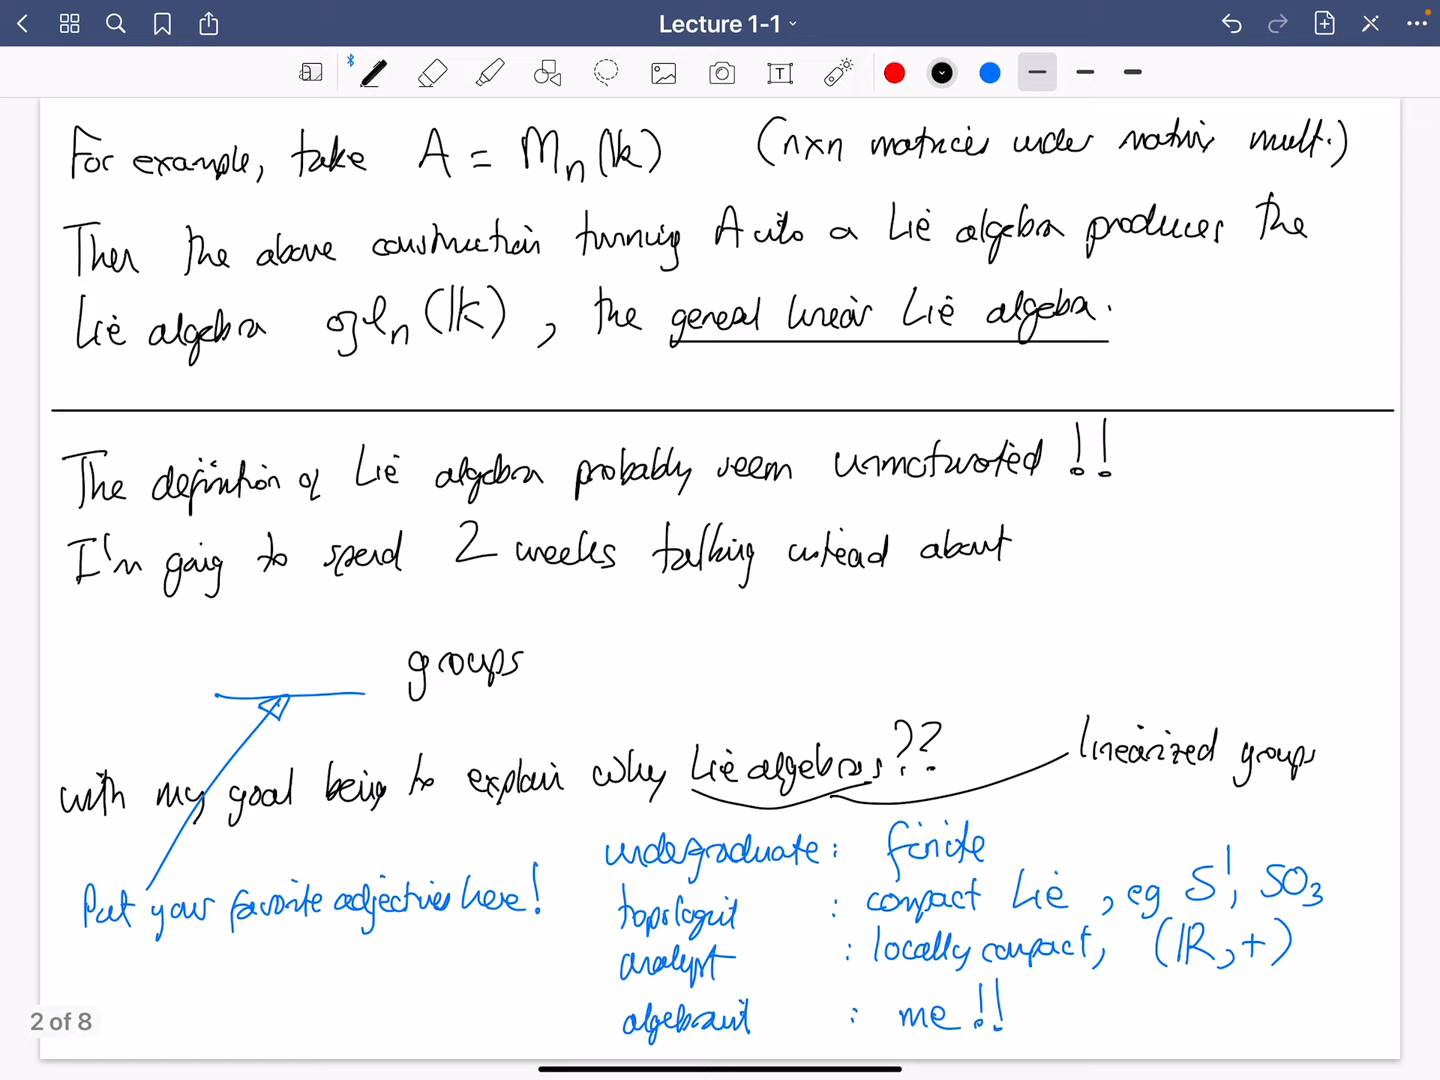 Lecture 1-1
For example, take A = Mn(k) (n×n matrices under matrix mult.)
Then the above construction turning A into a Lie algebra produces the
Lie algebra 𝔤𝔩n(k), the general linear Lie algebra.
The definition of Lie algebra probably seem unmotivated!!
I'm going to spend 2 weeks talking instead about
groups
linearized groups
with my goal being to explain why Lie algebras??
undergraduate: finite
Put your favorite adjectives here!
topologist : compact Lie, eg S¹, SO₃
analyst : locally compact, (ℝ,+)
algebraist : me!!
2 of 8